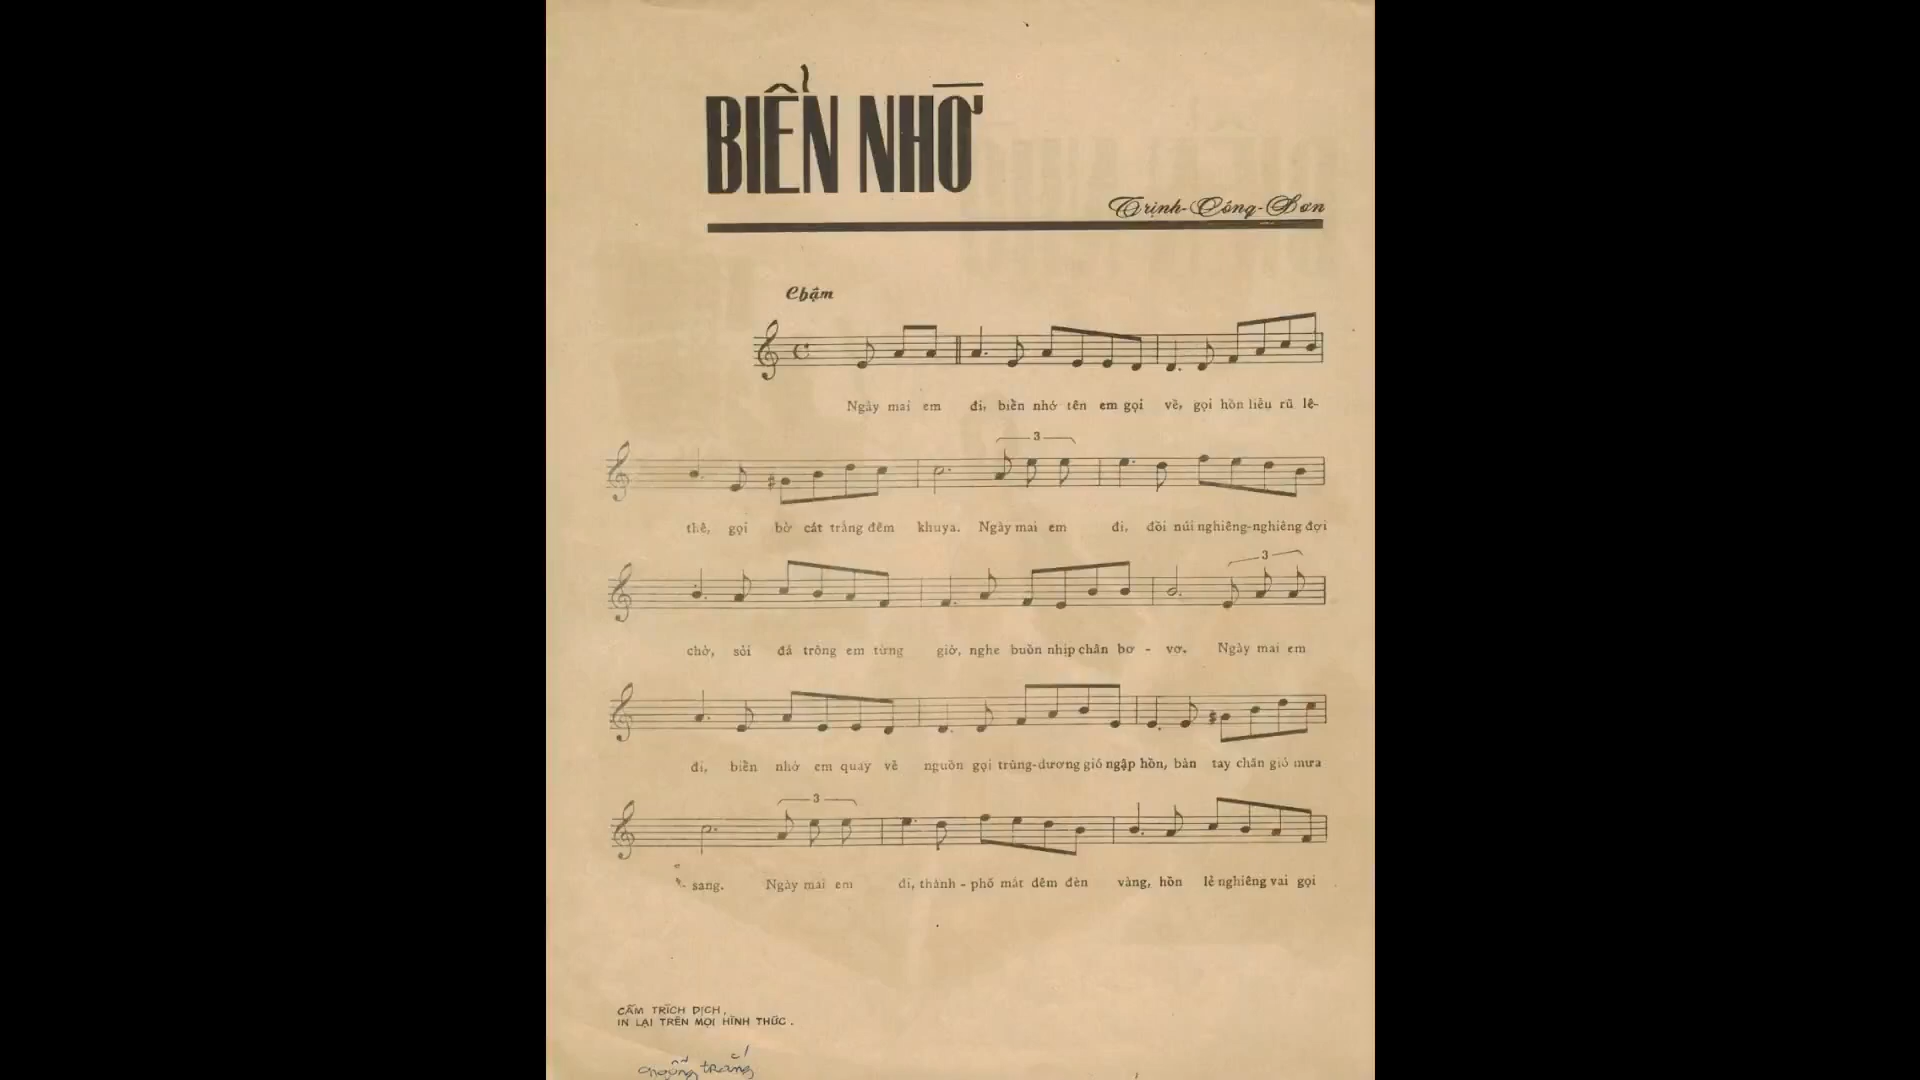 BIỂN NHỚ
Trịnh-Công-Sơn
Chậm
Ngày mai em đi, biển nhớ tên em gọi về, gọi hồn liễu rũ lê-
3
thê, gọi bờ cát trắng đêm khuya. Ngày mai em đi, đồi núi nghiêng-nghiêng đợi
3
chờ, sỏi đá trông em từng giờ, nghe buồn nhịp chân bơ - vơ. Ngày mai em
đi, biển nhớ em quay về nguồn gọi trùng-dương gió ngập hồn, bàn tay chắn gió mưa
3
sang. Ngày mai em đi, thành - phố mắt đêm đèn vàng, hồn lẻ nghiêng vai gọi
CẤM TRÍCH DỊCH,
IN LẠI TRÊN MỌI HÌNH THỨC.